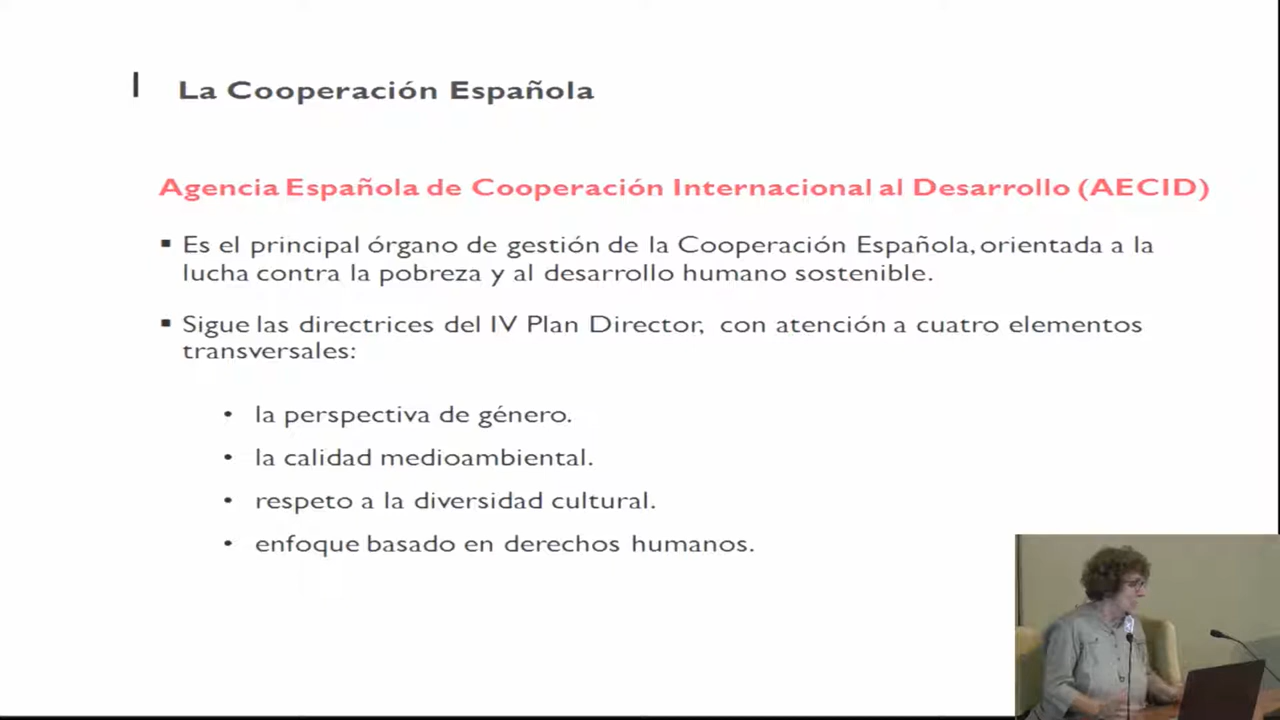 I La Cooperación Española
Agencia Española de Cooperación Internacional al Desarrollo (AECID)
▪ Es el principal órgano de gestión de la Cooperación Española, orientada a la
lucha contra la pobreza y al desarrollo humano sostenible.
▪ Sigue las directrices del IV Plan Director, con atención a cuatro elementos
transversales:
• la perspectiva de género.
• la calidad medioambiental.
• respeto a la diversidad cultural.
• enfoque basado en derechos humanos.